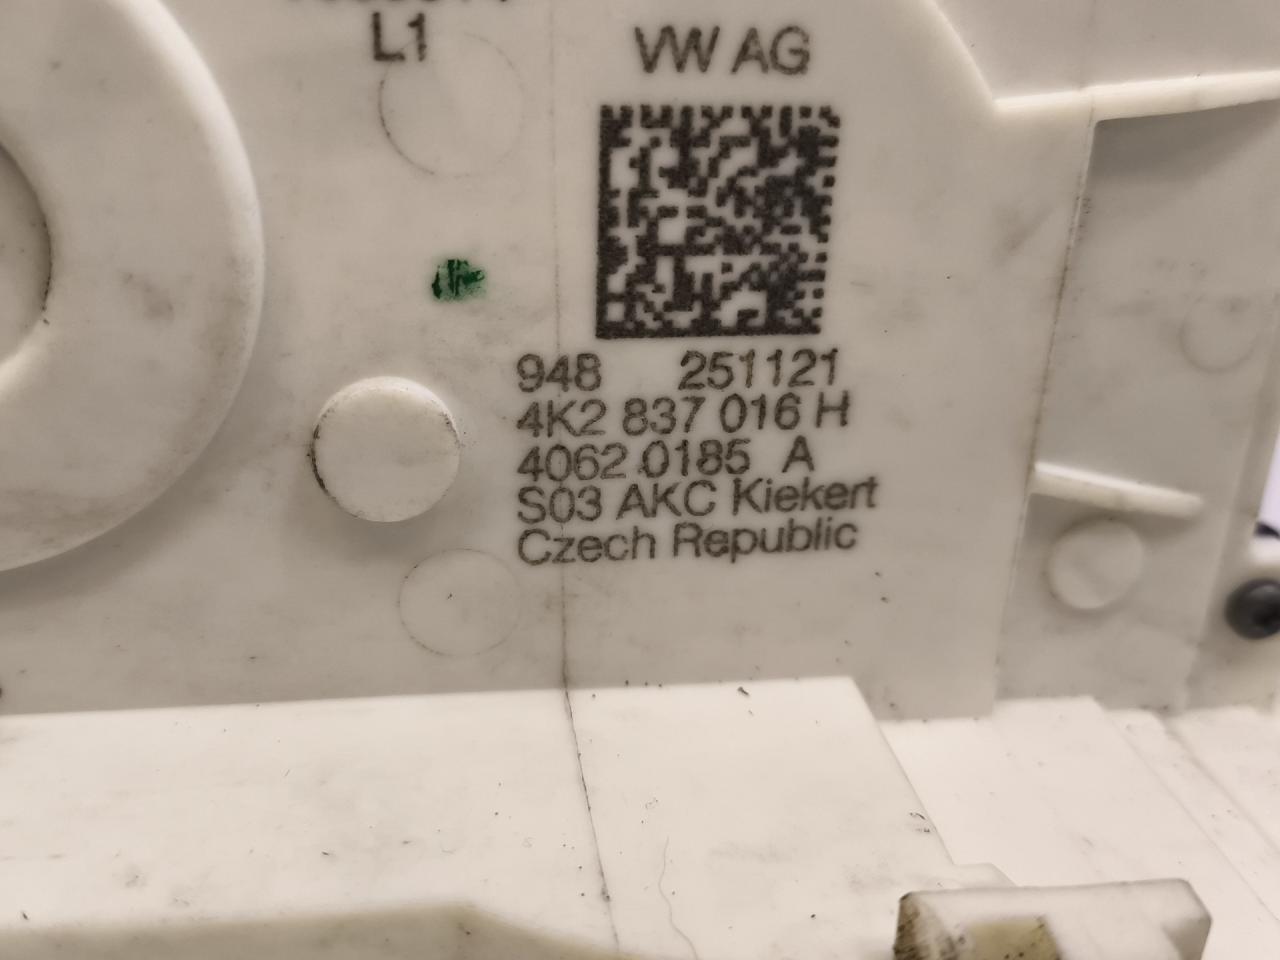 L1
VW AG
948 251121
4K2 837 016 H
4062 0185 A
S03 AKC Kiekert
Czech Republic